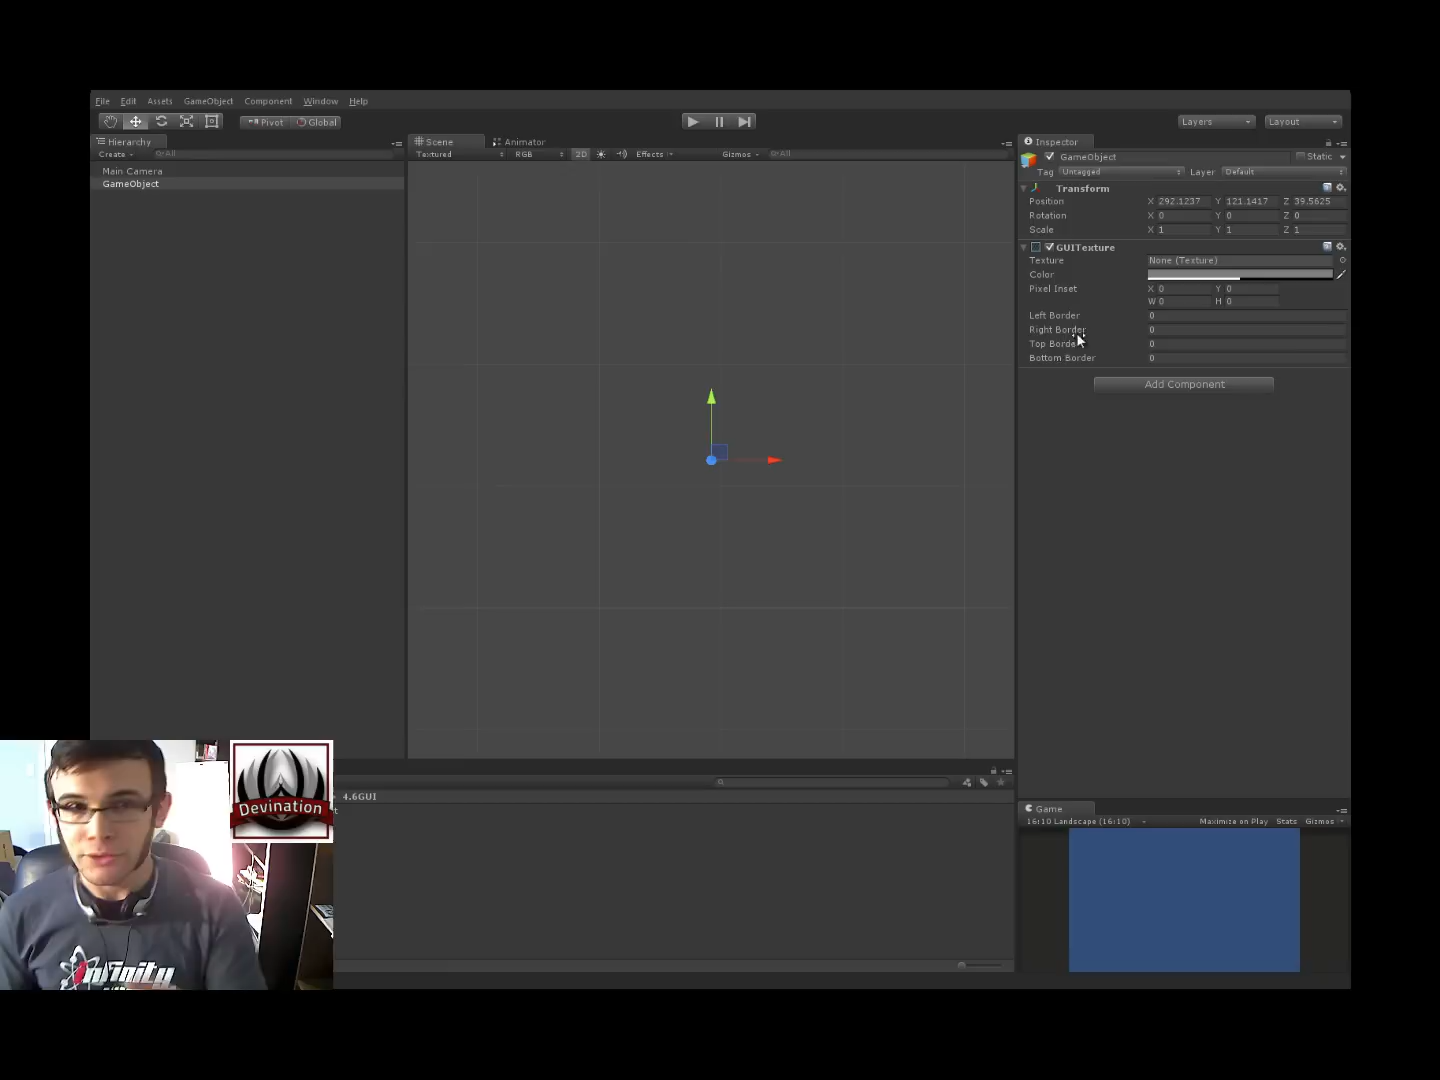 File Edit Assets GameObject Component Window Help
Pivot Global
Layers Layout
Hierarchy
Create All
Main Camera
GameObject
Scene Animator
Textured RGB 2D Effects Gizmos All
Inspector
GameObject Static
Tag Untagged Layer Default
Transform
Position X 292.1237 Y 121.1417 Z 39.5625
Rotation X 0 Y 0 Z 0
Scale X 1 Y 1 Z 1
GUITexture
Texture None (Texture)
Color
Pixel Inset X 0 Y 0
W 0 H 0
Left Border 0
Right Border 0
Top Border 0
Bottom Border 0
Add Component
4.6GUI
Game
16:10 Landscape (16:10) Maximize on Play Stats Gizmos
Devination
Infinity